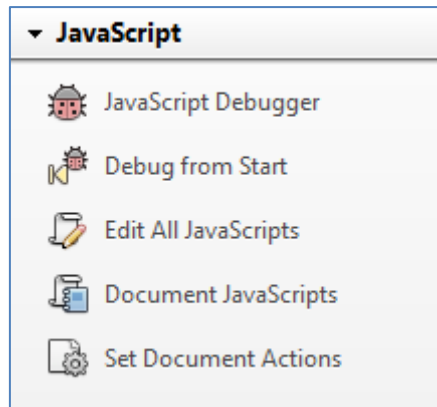 JavaScript
JavaScript Debugger
Debug from Start
Edit All JavaScripts
Document JavaScripts
Set Document Actions